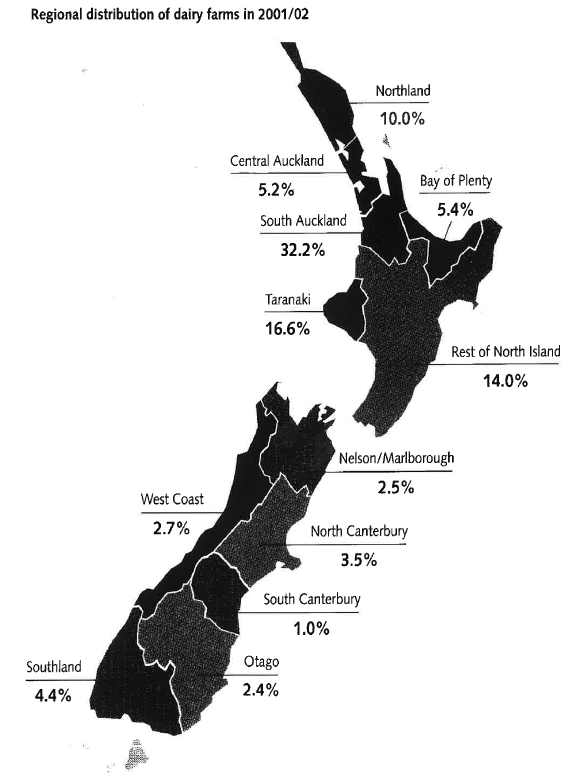 Regional distribution of dairy farms in 2001/02
Northland
10.0%
Central Auckland
5.2%
Bay of Plenty
5.4%
South Auckland
32.2%
Taranaki
16.6%
Rest of North Island
14.0%
Nelson/Marlborough
2.5%
West Coast
2.7%
North Canterbury
3.5%
South Canterbury
1.0%
Otago
2.4%
Southland
4.4%